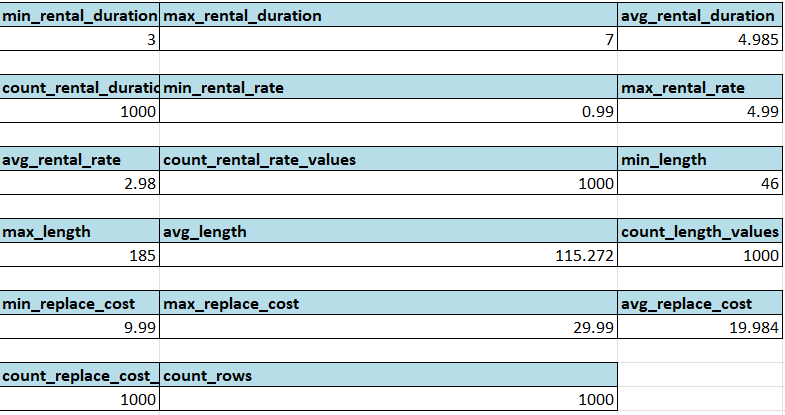 min_rental_duration max_rental_duration avg_rental_duration
3 7 4.985
count_rental_duratic min_rental_rate max_rental_rate
1000 0.99 4.99
avg_rental_rate count_rental_rate_values min_length
2.98 1000 46
max_length avg_length count_length_values
185 115.272 1000
min_replace_cost max_replace_cost avg_replace_cost
9.99 29.99 19.984
count_replace_cost_ count_rows
1000 1000